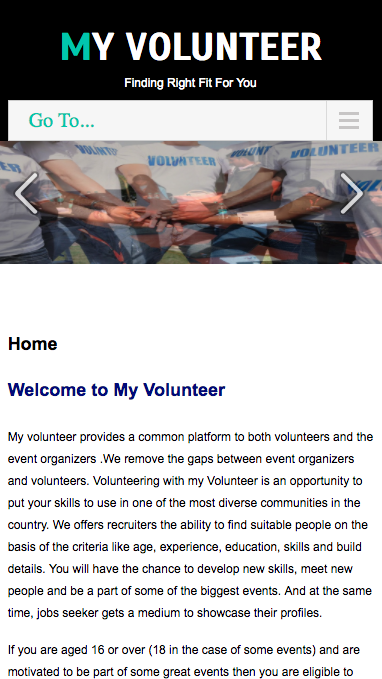 MY VOLUNTEER
Finding Right Fit For You
Go To...
VOLUNTEER
VOLUNTEER
VOLUNTEER
Home
Welcome to My Volunteer
My volunteer provides a common platform to both volunteers and the
event organizers .We remove the gaps between event organizers
and volunteers. Volunteering with my Volunteer is an opportunity to
put your skills to use in one of the most diverse communities in the
country. We offers recruiters the ability to find suitable people on the
basis of the criteria like age, experience, education, skills and build
details. You will have the chance to develop new skills, meet new
people and be a part of some of the biggest events. And at the same
time, jobs seeker gets a medium to showcase their profiles.
If you are aged 16 or over (18 in the case of some events) and are
motivated to be part of some great events then you are eligible to